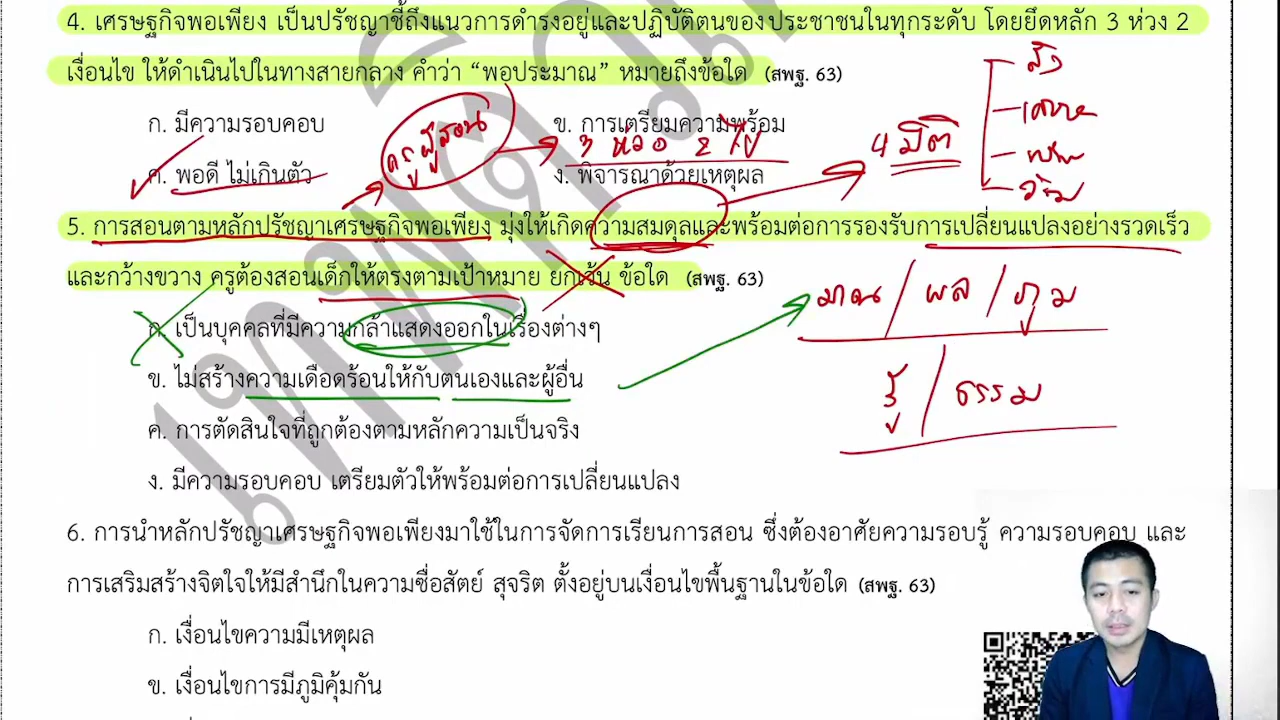 4. เศรษฐกิจพอเพียง เป็นปรัชญาชี้ถึงแนวการดำรงอยู่และปฏิบัติตนของประชาชนในทุกระดับ โดยยึดหลัก 3 ห่วง 2
เงื่อนไข ให้ดำเนินไปในทางสายกลาง คำว่า “พอประมาณ” หมายถึงข้อใด (สพฐ. 63)
ก. มีความรอบคอบ
ข. การเตรียมความพร้อม
ครูผู้สอน
3 ห่วง 2
4 มิติ
ค. พอดี ไม่เกินตัว
ง. พิจารณาด้วยเหตุผล
5. การสอนตามหลักปรัชญาเศรษฐกิจพอเพียง มุ่งให้เกิดความสมดุลและพร้อมต่อการรองรับการเปลี่ยนแปลงอย่างรวดเร็ว
และกว้างขวาง ครูต้องสอนเด็กให้ตรงตามเป้าหมาย ยกเว้น ข้อใด (สพฐ. 63)
/ ผล / ภูม
ก. เป็นบุคคลที่มีความกล้าแสดงออกในเรื่องต่างๆ
ข. ไม่สร้างความเดือดร้อนให้กับตนเองและผู้อื่น
รู้ / ธรรม
ค. การตัดสินใจที่ถูกต้องตามหลักความเป็นจริง
ง. มีความรอบคอบ เตรียมตัวให้พร้อมต่อการเปลี่ยนแปลง
6. การนำหลักปรัชญาเศรษฐกิจพอเพียงมาใช้ในการจัดการเรียนการสอน ซึ่งต้องอาศัยความรอบรู้ ความรอบคอบ และ
การเสริมสร้างจิตใจให้มีสำนึกในความซื่อสัตย์ สุจริต ตั้งอยู่บนเงื่อนไขพื้นฐานในข้อใด (สพฐ. 63)
ก. เงื่อนไขความมีเหตุผล
ข. เงื่อนไขการมีภูมิคุ้มกัน